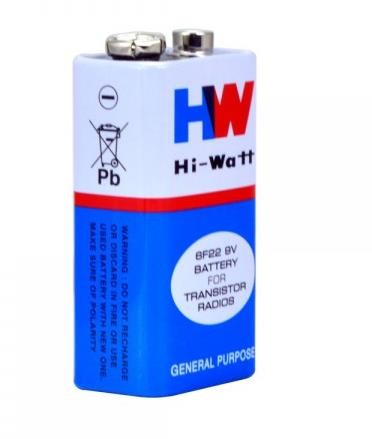 HW
Hi-Watt
6F22 9V
BATTERY
FOR
TRANSISTOR
RADIOS
GENERAL PURPOSE
Pb
WARNING : DO NOT RECHARGE
OR DISCARD IN FIRE OR USE
USED BATTERY WITH NEW ONE.
MAKE SURE OF POLARITY